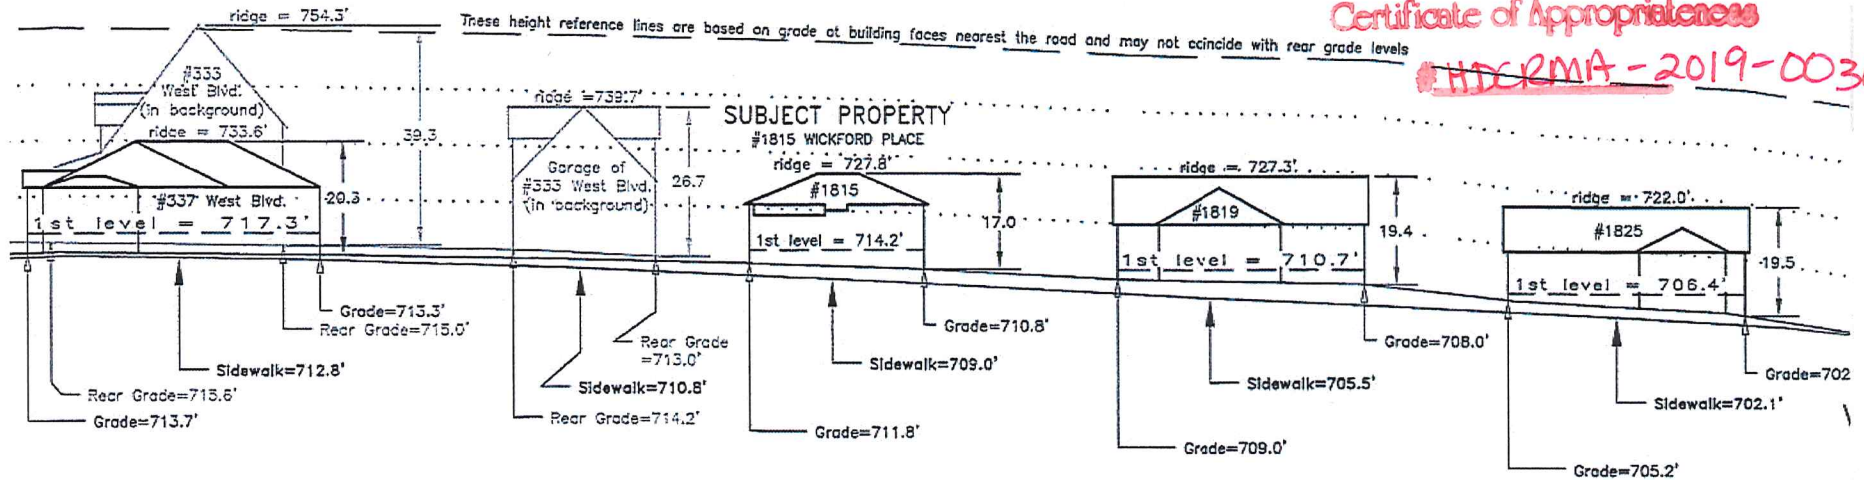 Certificate of Appropriateness
#HDCRMA-2019-003
These height reference lines are based on grade at building faces nearest the road and may not coincide with rear grade levels
ridge = 754.3'
#333
West Blvd.
(in background)
ridge = 733.6'
39.3
20.3
#337 West Blvd.
1st level = 717.3'
Grade=713.3'
Rear Grade=715.0'
Sidewalk=712.8'
Rear Grade=713.6'
Grade=713.7'
ridge =739.7'
Garage of
#333 West Blvd.
(in background)
26.7
Rear Grade
=713.0'
Sidewalk=710.8'
Rear Grade=714.2'
SUBJECT PROPERTY
#1815 WICKFORD PLACE
ridge = 727.8'
#1815
17.0
1st level = 714.2'
Grade=710.8'
Sidewalk=709.0'
Grade=711.8'
ridge = 727.3'
#1819
19.4
1st level = 710.7'
Grade=708.0'
Sidewalk=705.5'
Grade=709.0'
ridge = 722.0'
#1825
19.5
1st level = 706.4'
Grade=702
Sidewalk=702.1'
Grade=705.2'